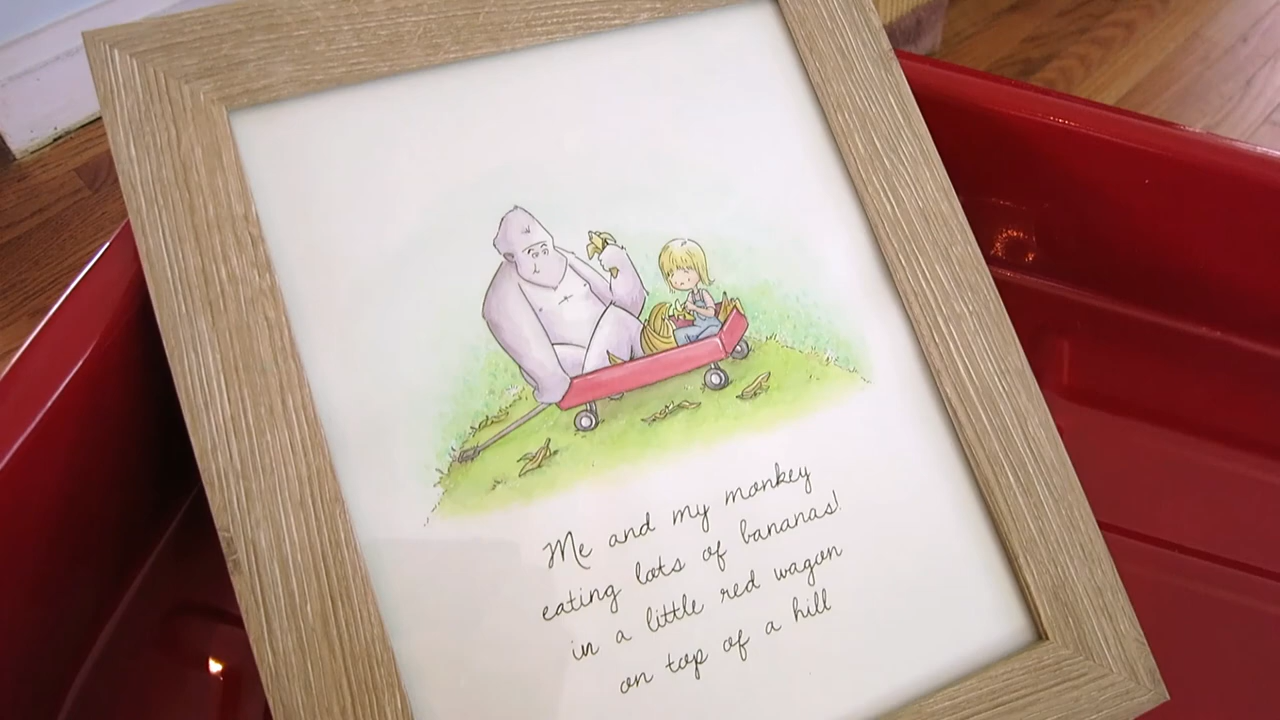 Me and my monkey
eating lots of bananas!
in a little red wagon
on top of a hill